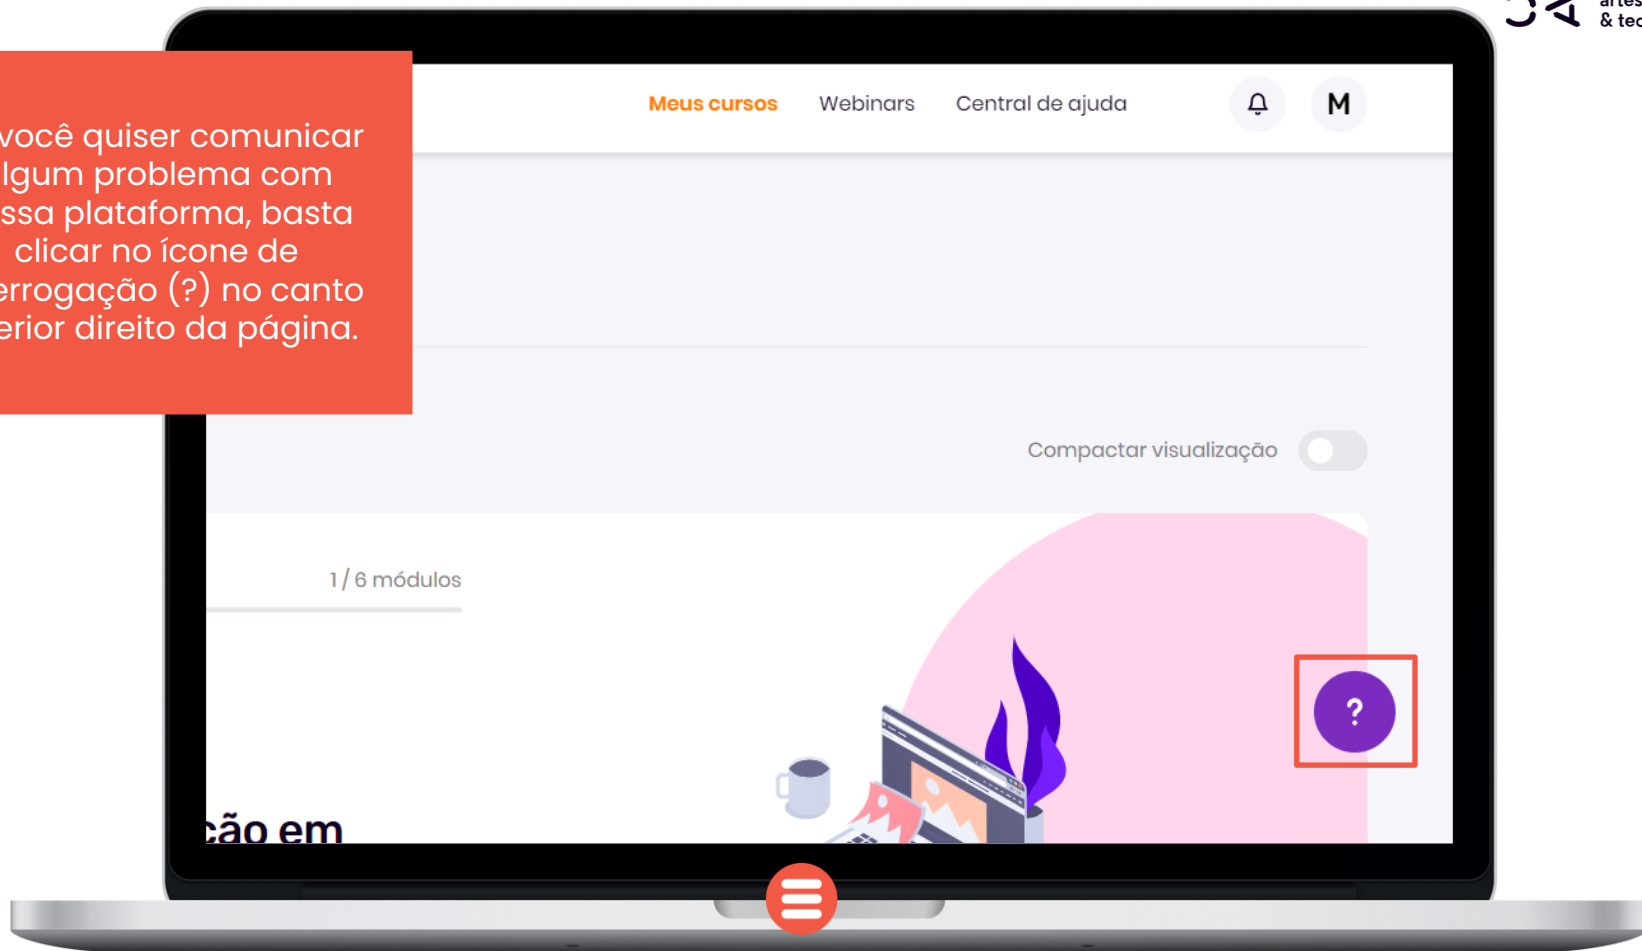 artes
& tec
Meus cursos Webinars Central de ajuda M
você quiser comunicar
lgum problema com
ssa plataforma, basta
clicar no ícone de
errogação (?) no canto
erior direito da página.
Compactar visualização
1 / 6 módulos
?
ção em